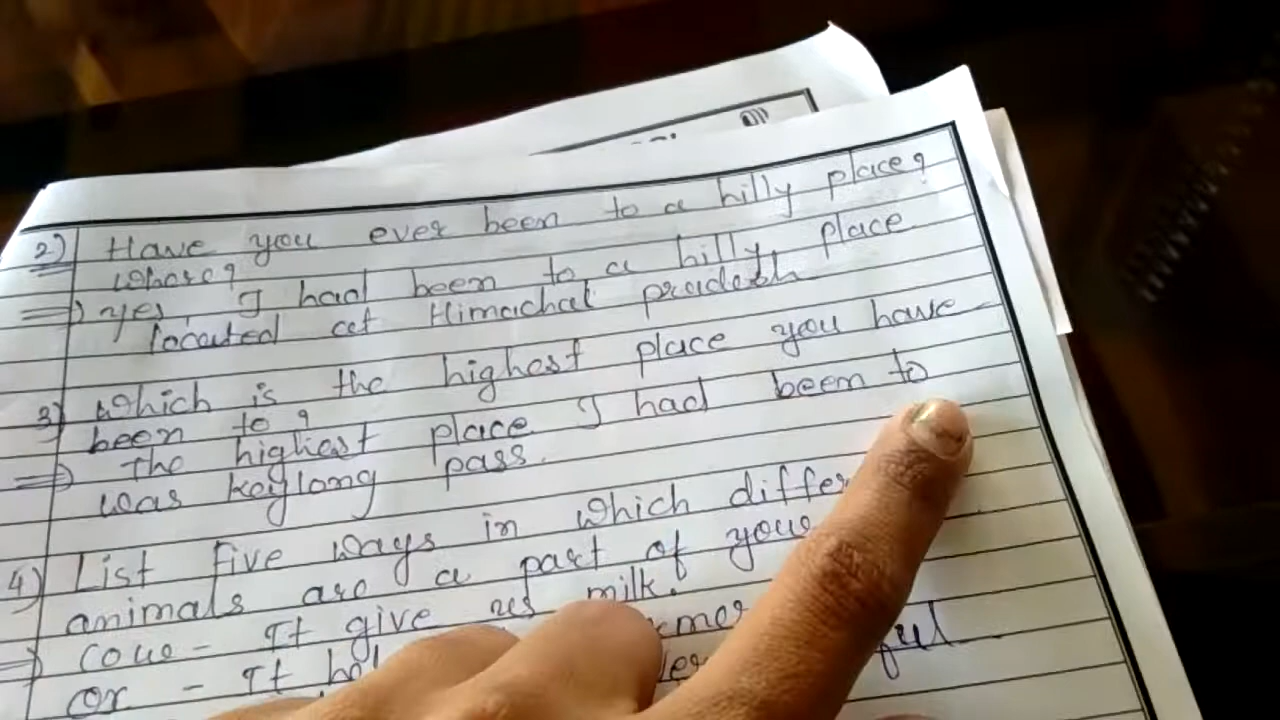 2) Have you ever been to a hilly place?
where?
=> yes, I had been to a hilly place
located at Himachal pradesh
3) which is the highest place you have
been to?
=> the highest place I had been to
was keylong pass.
4) List five ways in which
animals are a part of your
=> cow - It give us milk.
ox - It